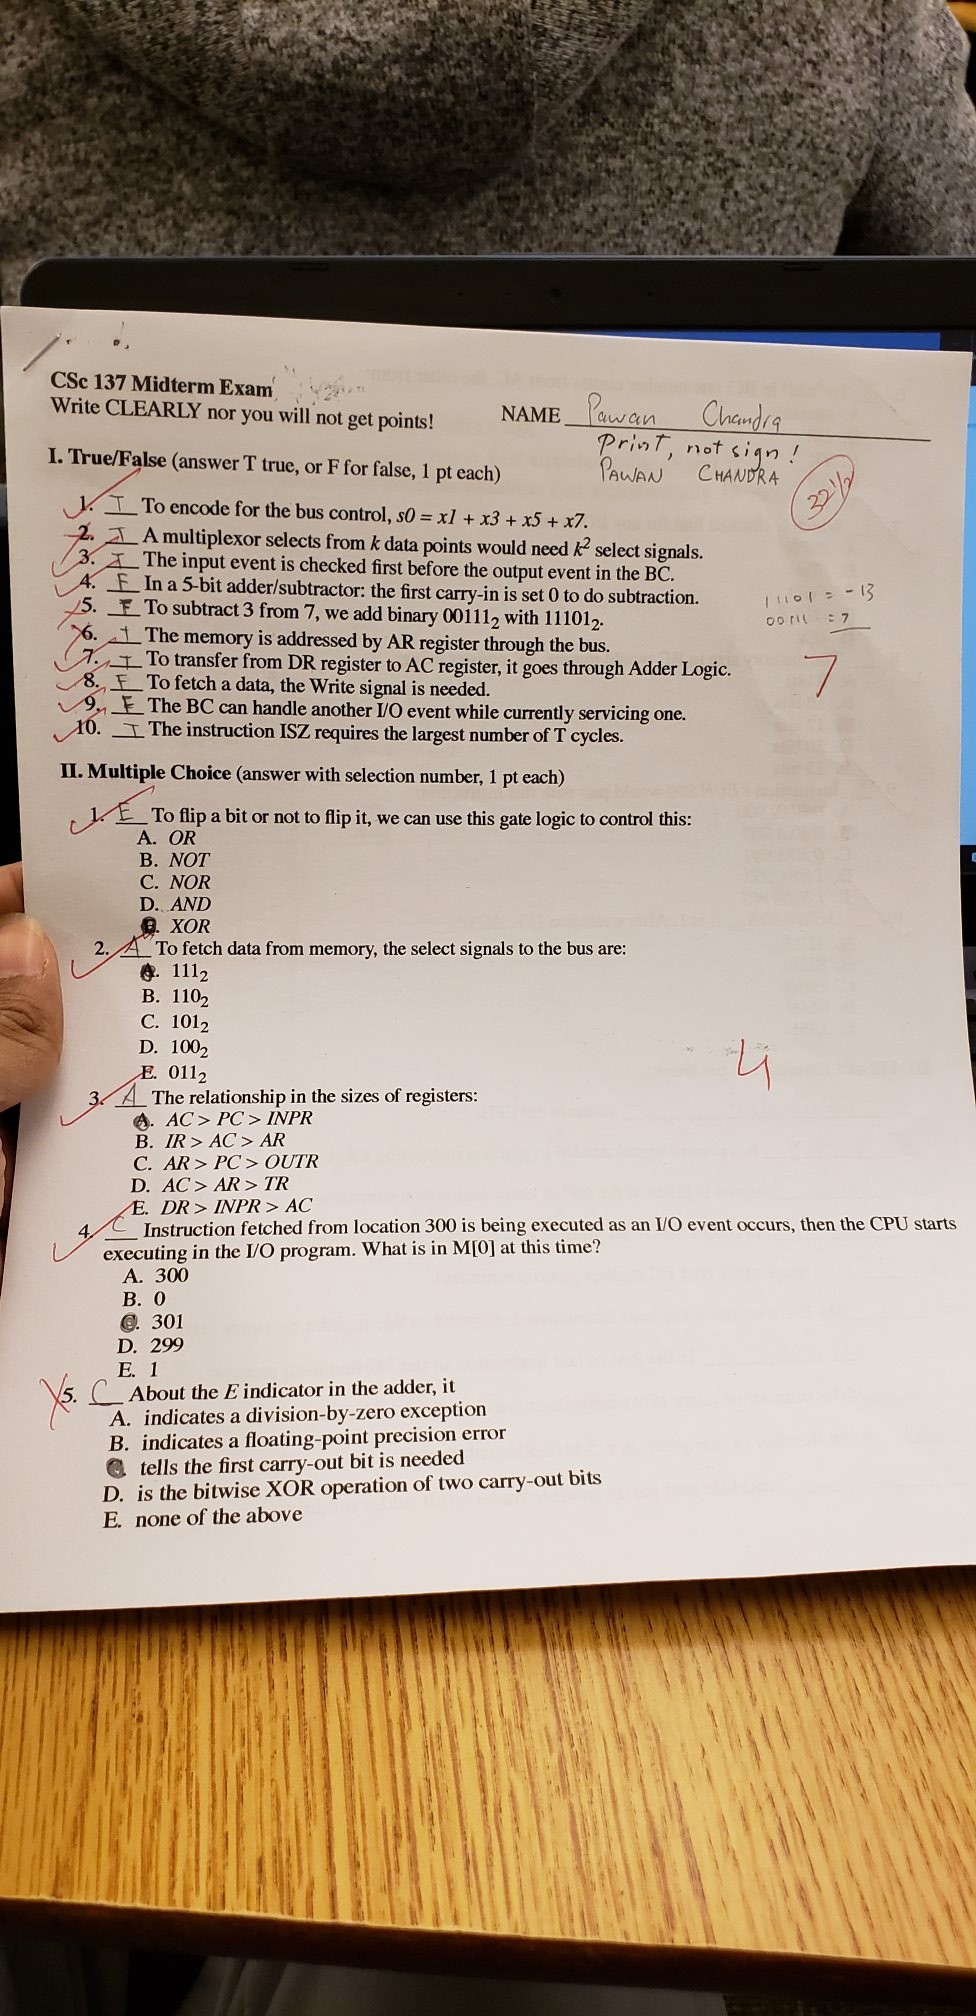 CSc 137 Midterm Exam
Write CLEARLY nor you will not get points!
NAME Pawan Chandra
Print, not sign!
PAWAN CHANDRA
32 1/2
I. True/False (answer T true, or F for false, 1 pt each)
1. T To encode for the bus control, s0 = x1 + x3 + x5 + x7.
2. T A multiplexor selects from k data points would need k² select signals.
3. T The input event is checked first before the output event in the BC.
4. F In a 5-bit adder/subtractor: the first carry-in is set 0 to do subtraction.
5. F To subtract 3 from 7, we add binary 00111₂ with 11101₂.
6. T The memory is addressed by AR register through the bus.
7. T To transfer from DR register to AC register, it goes through Adder Logic.
8. F To fetch a data, the Write signal is needed.
9. F The BC can handle another I/O event while currently servicing one.
10. T The instruction ISZ requires the largest number of T cycles.
11101 = -13
00111 = 7
7
II. Multiple Choice (answer with selection number, 1 pt each)
1. E To flip a bit or not to flip it, we can use this gate logic to control this:
A. OR
B. NOT
C. NOR
D. AND
E. XOR
2. A To fetch data from memory, the select signals to the bus are:
A. 111₂
B. 110₂
C. 101₂
D. 100₂
E. 011₂
4
3. A The relationship in the sizes of registers:
A. AC > PC > INPR
B. IR > AC > AR
C. AR > PC > OUTR
D. AC > AR > TR
E. DR > INPR > AC
4. C Instruction fetched from location 300 is being executed as an I/O event occurs, then the CPU starts
executing in the I/O program. What is in M[0] at this time?
A. 300
B. 0
C. 301
D. 299
E. 1
5. C About the E indicator in the adder, it
A. indicates a division-by-zero exception
B. indicates a floating-point precision error
C. tells the first carry-out bit is needed
D. is the bitwise XOR operation of two carry-out bits
E. none of the above